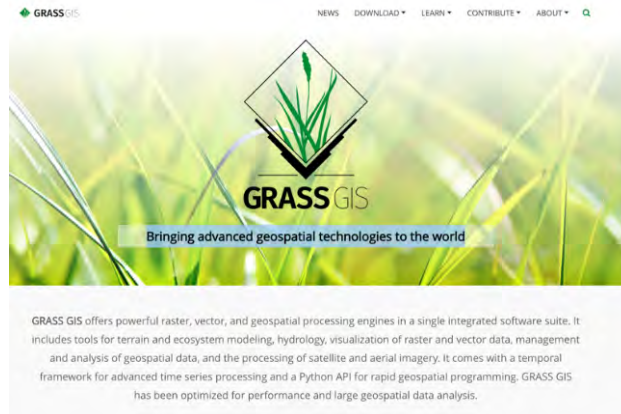 GRASS GIS
NEWS DOWNLOAD LEARN CONTRIBUTE ABOUT
GRASS GIS
Bringing advanced geospatial technologies to the world
GRASS GIS offers powerful raster, vector, and geospatial processing engines in a single integrated software suite. It
includes tools for terrain and ecosystem modeling, hydrology, visualization of raster and vector data, management
and analysis of geospatial data, and the processing of satellite and aerial imagery. It comes with a temporal
framework for advanced time series processing and a Python API for rapid geospatial programming. GRASS GIS
has been optimized for performance and large geospatial data analysis.